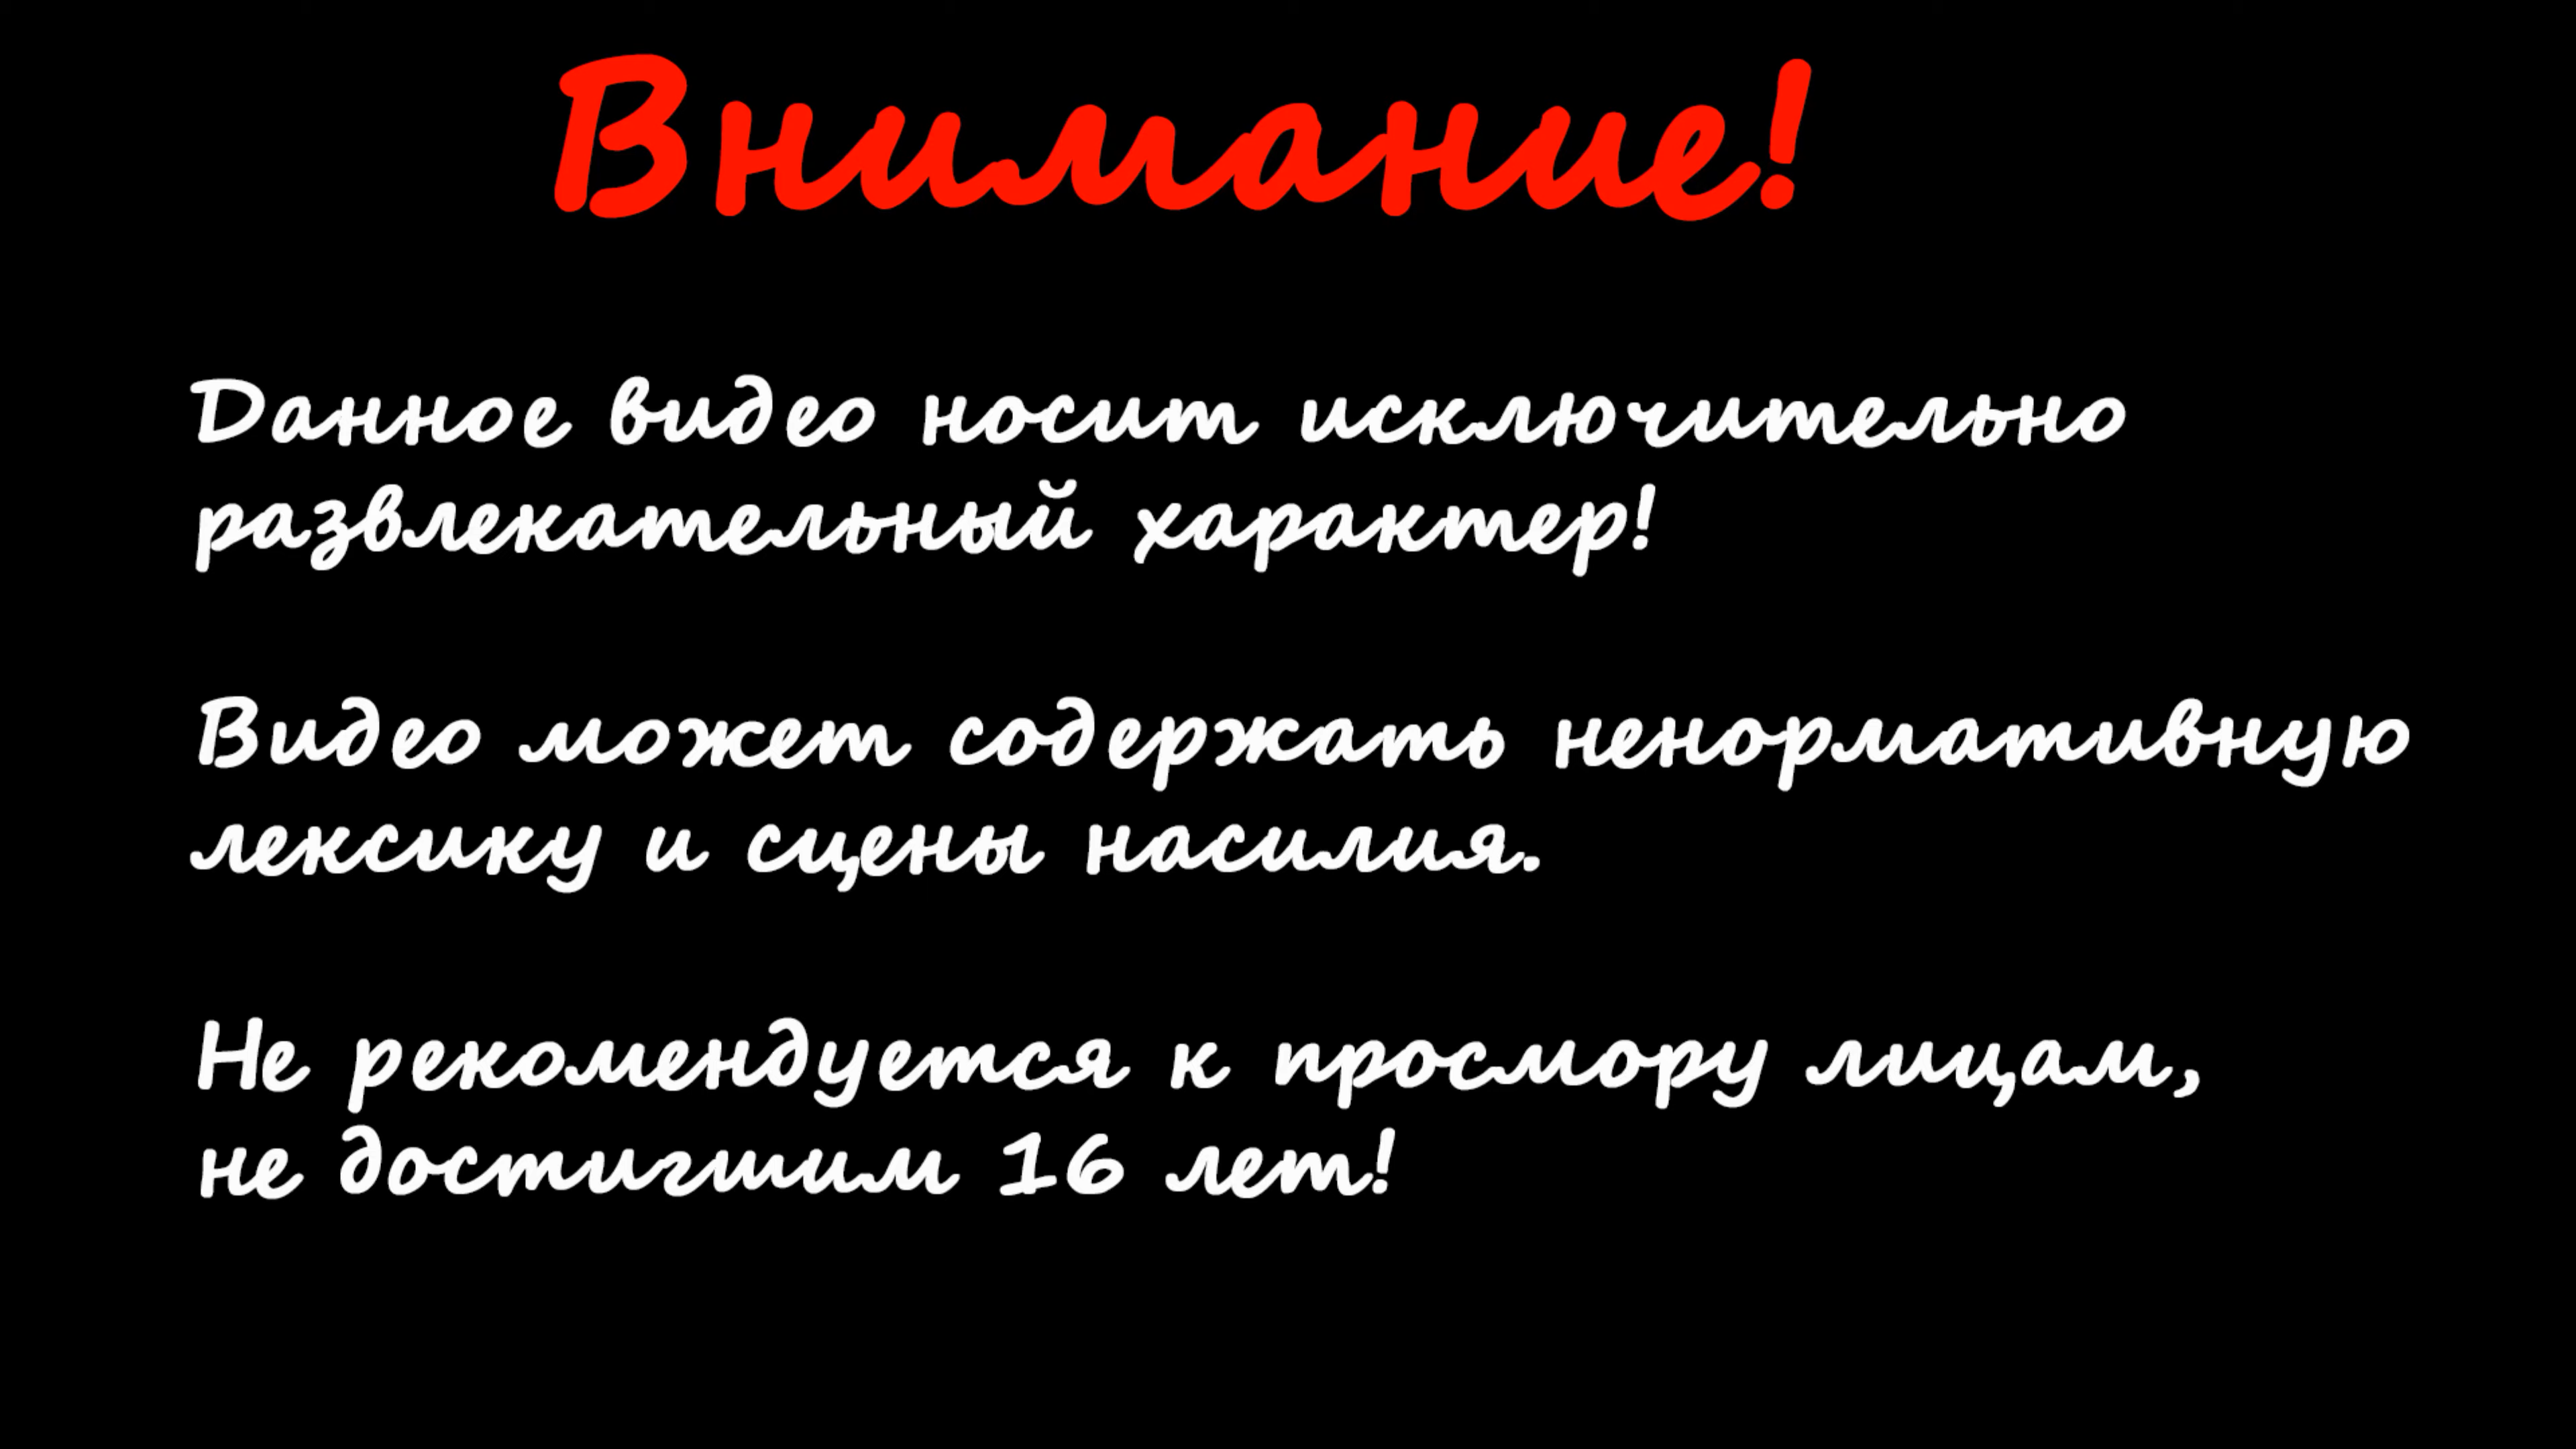 Внимание!
Данное видео носит исключительно
развлекательный характер!
Видео может содержать ненормативную
лексику и сцены насилия.
Не рекомендуется к просмору лицам,
не достигшим 16 лет!